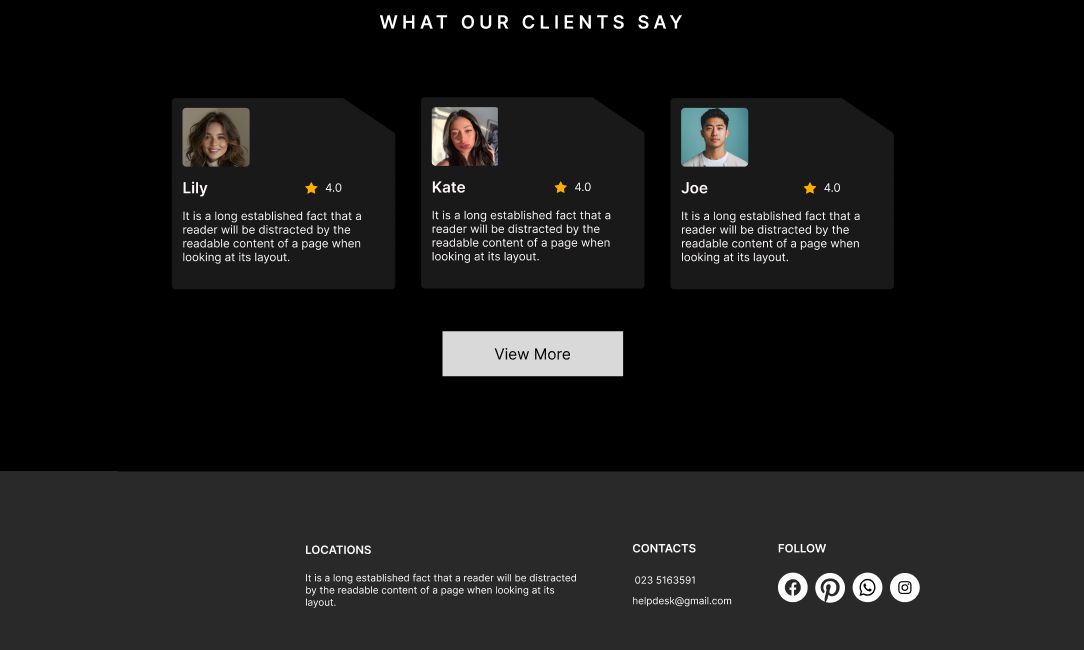 WHAT OUR CLIENTS SAY
Lily
4.0
It is a long established fact that a
reader will be distracted by the
readable content of a page when
looking at its layout.
Kate
4.0
It is a long established fact that a
reader will be distracted by the
readable content of a page when
looking at its layout.
Joe
4.0
It is a long established fact that a
reader will be distracted by the
readable content of a page when
looking at its layout.
View More
LOCATIONS
It is a long established fact that a reader will be distracted
by the readable content of a page when looking at its
layout.
CONTACTS
023 5163591
helpdesk@gmail.com
FOLLOW